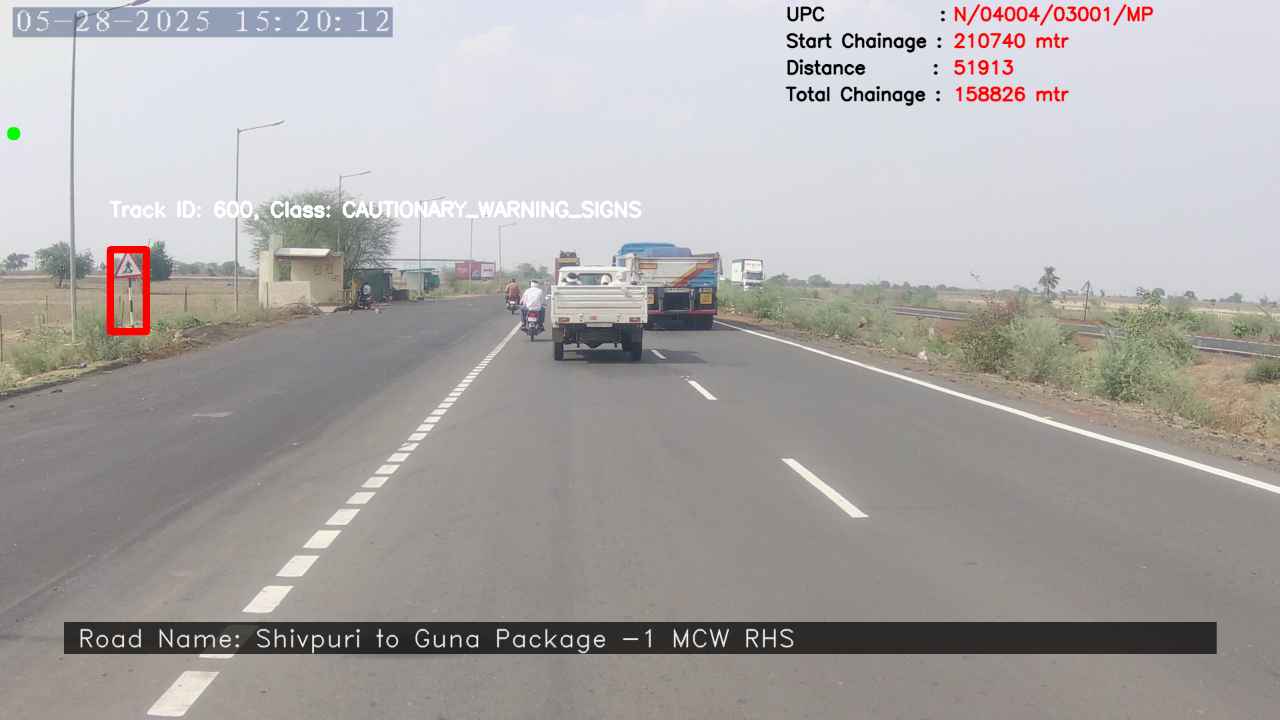 05-28-2025 15:20:12
UPC : N/04004/03001/MP
Start Chainage : 210740 mtr
Distance : 51913
Total Chainage : 158826 mtr
Track ID: 600, Class: CAUTIONARY_WARNING_SIGNS
Road Name: Shivpuri to Guna Package -1 MCW RHS